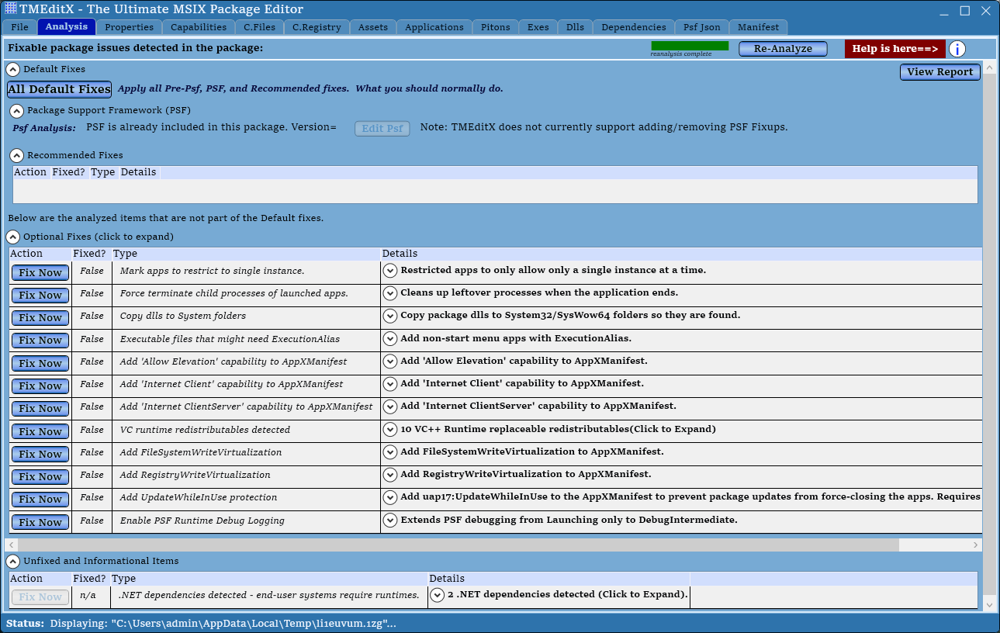 TMEditX - The Ultimate MSIX Package Editor
File Analysis Properties Capabilities C.Files C.Registry Assets Applications Pitons Exes Dlls Dependencies Psf Json Manifest
Fixable package issues detected in the package: reanalysis complete Re-Analyze Help is here==> i
Default Fixes
View Report
All Default Fixes Apply all Pre-Psf, PSF, and Recommended fixes. What you should normally do.
Package Support Framework (PSF)
Psf Analysis: PSF is already included in this package. Version= Edit Psf Note: TMEditX does not currently support adding/removing PSF Fixups.
Recommended Fixes
Action Fixed? Type Details
Below are the analyzed items that are not part of the Default fixes.
Optional Fixes (click to expand)
Action Fixed? Type Details
Fix Now False Mark apps to restrict to single instance. Restricted apps to only allow only a single instance at a time.
Fix Now False Force terminate child processes of launched apps. Cleans up leftover processes when the application ends.
Fix Now False Copy dlls to System folders Copy package dlls to System32/SysWow64 folders so they are found.
Fix Now False Executable files that might need ExecutionAlias Add non-start menu apps with ExecutionAlias.
Fix Now False Add 'Allow Elevation' capability to AppXManifest Add 'Allow Elevation' capability to AppXManifest.
Fix Now False Add 'Internet Client' capability to AppXManifest Add 'Internet Client' capability to AppXManifest.
Fix Now False Add 'Internet ClientServer' capability to AppXManifest Add 'Internet ClientServer' capability to AppXManifest.
Fix Now False VC runtime redistributables detected 10 VC++ Runtime replaceable redistributables(Click to Expand)
Fix Now False Add FileSystemWriteVirtualization Add FileSystemWriteVirtualization to AppXManifest.
Fix Now False Add RegistryWriteVirtualization Add RegistryWriteVirtualization to AppXManifest.
Fix Now False Add UpdateWhileInUse protection Add uap17:UpdateWhileInUse to the AppXManifest to prevent package updates from force-closing the apps. Requires
Fix Now False Enable PSF Runtime Debug Logging Extends PSF debugging from Launching only to DebugIntermediate.
Unfixed and Informational Items
Action Fixed? Type Details
Fix Now n/a .NET dependencies detected - end-user systems require runtimes. 2 .NET dependencies detected (Click to Expand).
Status: Displaying: "C:\Users\admin\AppData\Local\Temp\li1euvum.1zg"...